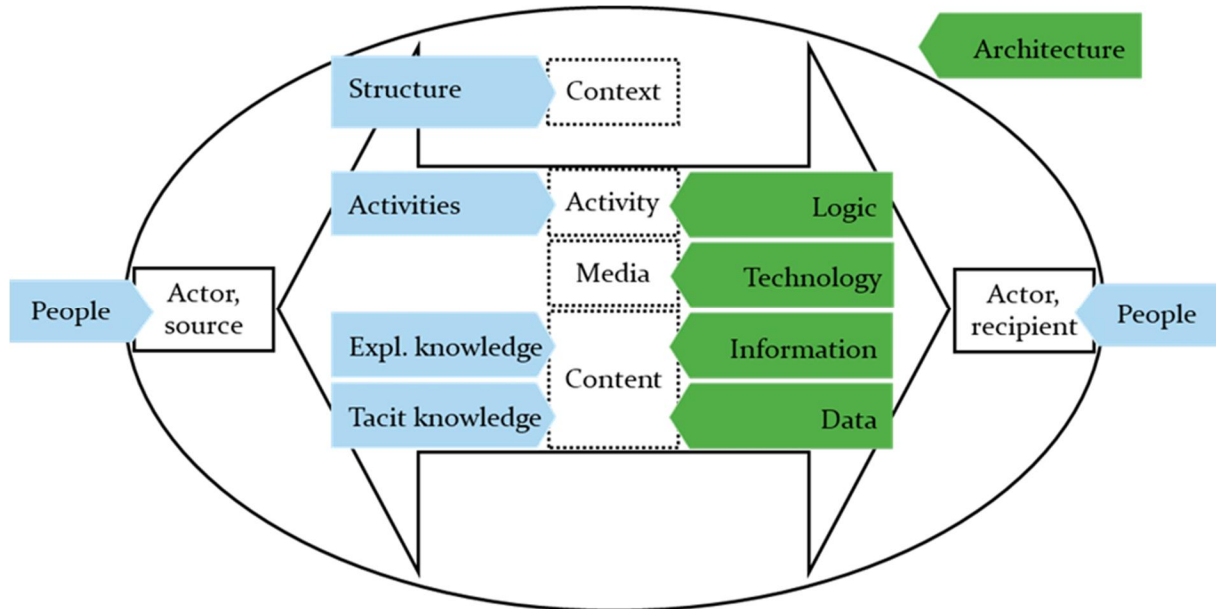 Architecture
Structure
Context
Activities
Activity
Logic
Media
Technology
People
Actor,
source
Actor,
recipient
People
Expl. knowledge
Information
Content
Tacit knowledge
Data